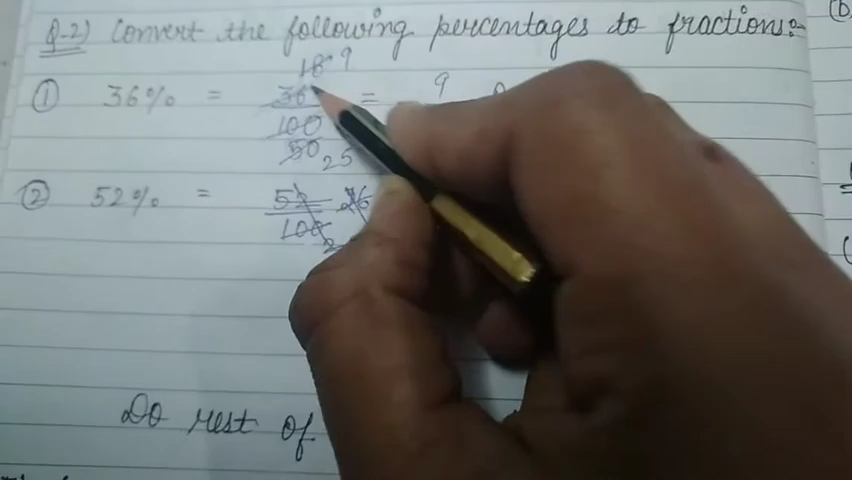 Q-2) Convert the following percentages to fractions:
18 9
① 36% = 36 = 9
100
50 25
② 52% = 52 26
100
2
Do rest of